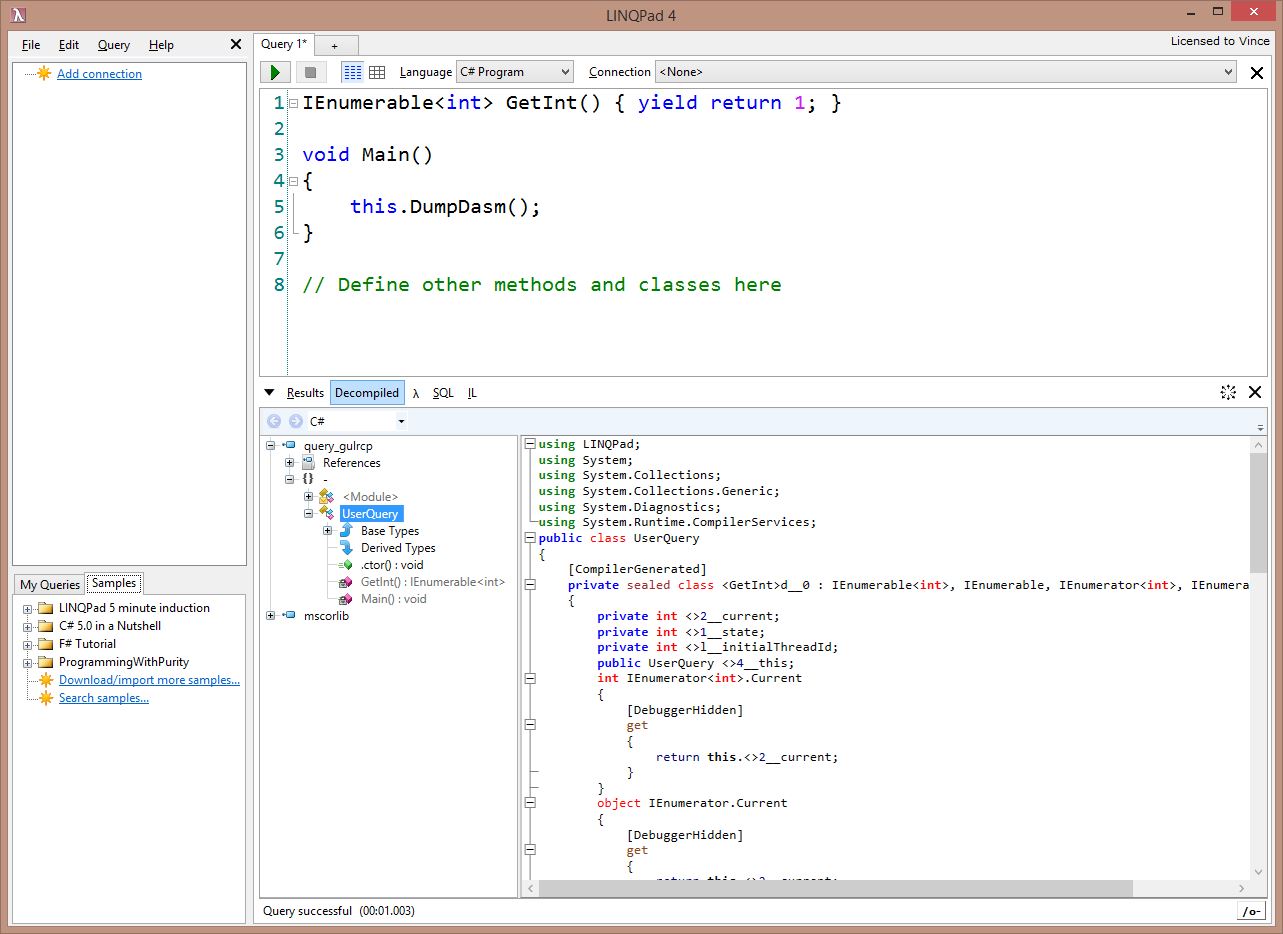 LINQPad 4
File Edit Query Help
Query 1*
+
Licensed to Vince
Add connection
Language C# Program Connection <None>
1 IEnumerable<int> GetInt() { yield return 1; }
2
3 void Main()
4 {
5 this.DumpDasm();
6 }
7
8 // Define other methods and classes here
Results Decompiled λ SQL IL
C#
query_gulrcp
References
{} -
<Module>
UserQuery
Base Types
Derived Types
.ctor() : void
GetInt() : IEnumerable<int>
Main() : void
mscorlib
using LINQPad;
using System;
using System.Collections;
using System.Collections.Generic;
using System.Diagnostics;
using System.Runtime.CompilerServices;
public class UserQuery
{
[CompilerGenerated]
private sealed class <GetInt>d__0 : IEnumerable<int>, IEnumerable, IEnumerator<int>, IEnumera
{
private int <>2__current;
private int <>1__state;
private int <>l__initialThreadId;
public UserQuery <>4__this;
int IEnumerator<int>.Current
{
[DebuggerHidden]
get
{
return this.<>2__current;
}
}
object IEnumerator.Current
{
[DebuggerHidden]
get
{
return this.<>2__current;
My Queries Samples
LINQPad 5 minute induction
C# 5.0 in a Nutshell
F# Tutorial
ProgrammingWithPurity
Download/import more samples...
Search samples...
Query successful (00:01.003)
/o-